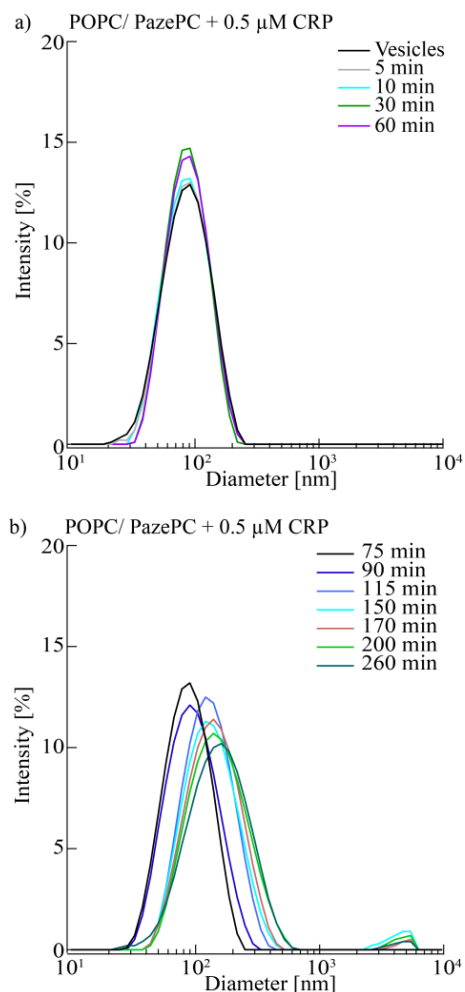 a) POPC/ PazePC + 0.5 µM CRP
Vesicles
5 min
10 min
30 min
60 min
20
15
10
5
0
Intensity [%]
10¹ 10² 10³ 10⁴
Diameter [nm]
b) POPC/ PazePC + 0.5 µM CRP
75 min
90 min
115 min
150 min
170 min
200 min
260 min
20
15
10
5
0
Intensity [%]
10¹ 10² 10³ 10⁴
Diameter [nm]